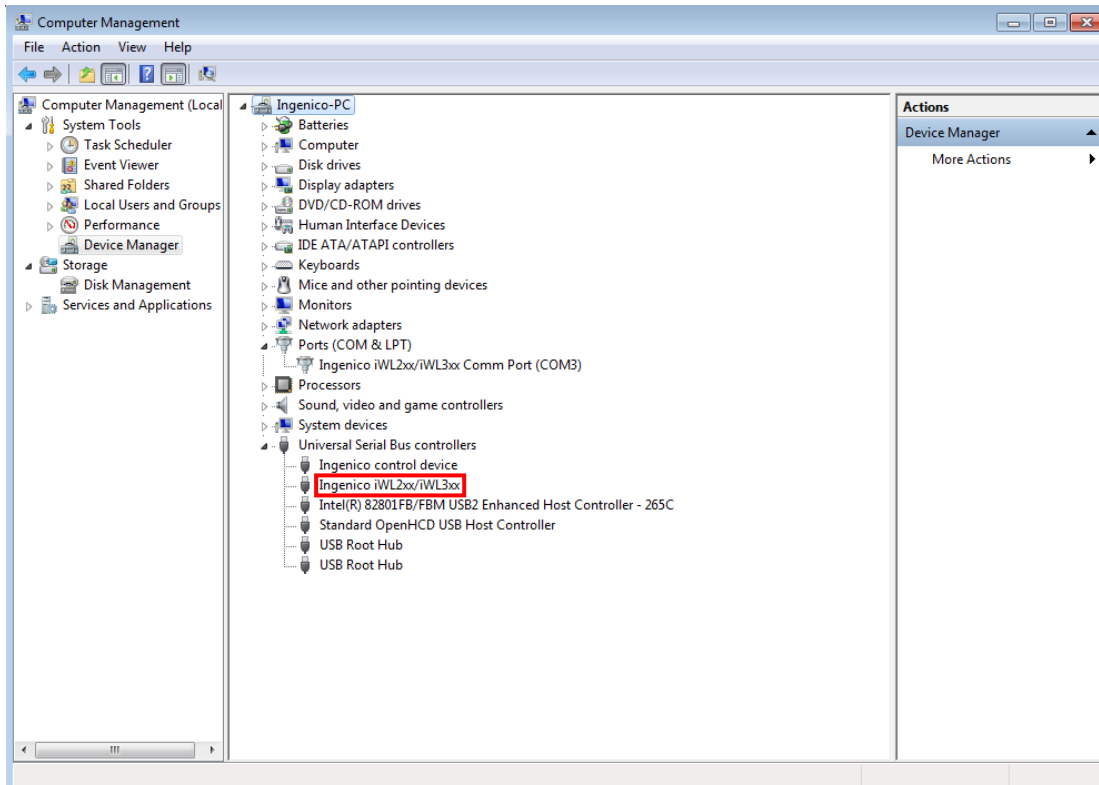 Computer Management
File Action View Help
Computer Management (Local
System Tools
Task Scheduler
Event Viewer
Shared Folders
Local Users and Groups
Performance
Device Manager
Storage
Disk Management
Services and Applications
Ingenico-PC
Batteries
Computer
Disk drives
Display adapters
DVD/CD-ROM drives
Human Interface Devices
IDE ATA/ATAPI controllers
Keyboards
Mice and other pointing devices
Monitors
Network adapters
Ports (COM & LPT)
Ingenico iWL2xx/iWL3xx Comm Port (COM3)
Processors
Sound, video and game controllers
System devices
Universal Serial Bus controllers
Ingenico control device
Ingenico iWL2xx/iWL3xx
Intel(R) 82801FB/FBM USB2 Enhanced Host Controller - 265C
Standard OpenHCD USB Host Controller
USB Root Hub
USB Root Hub
Actions
Device Manager
More Actions